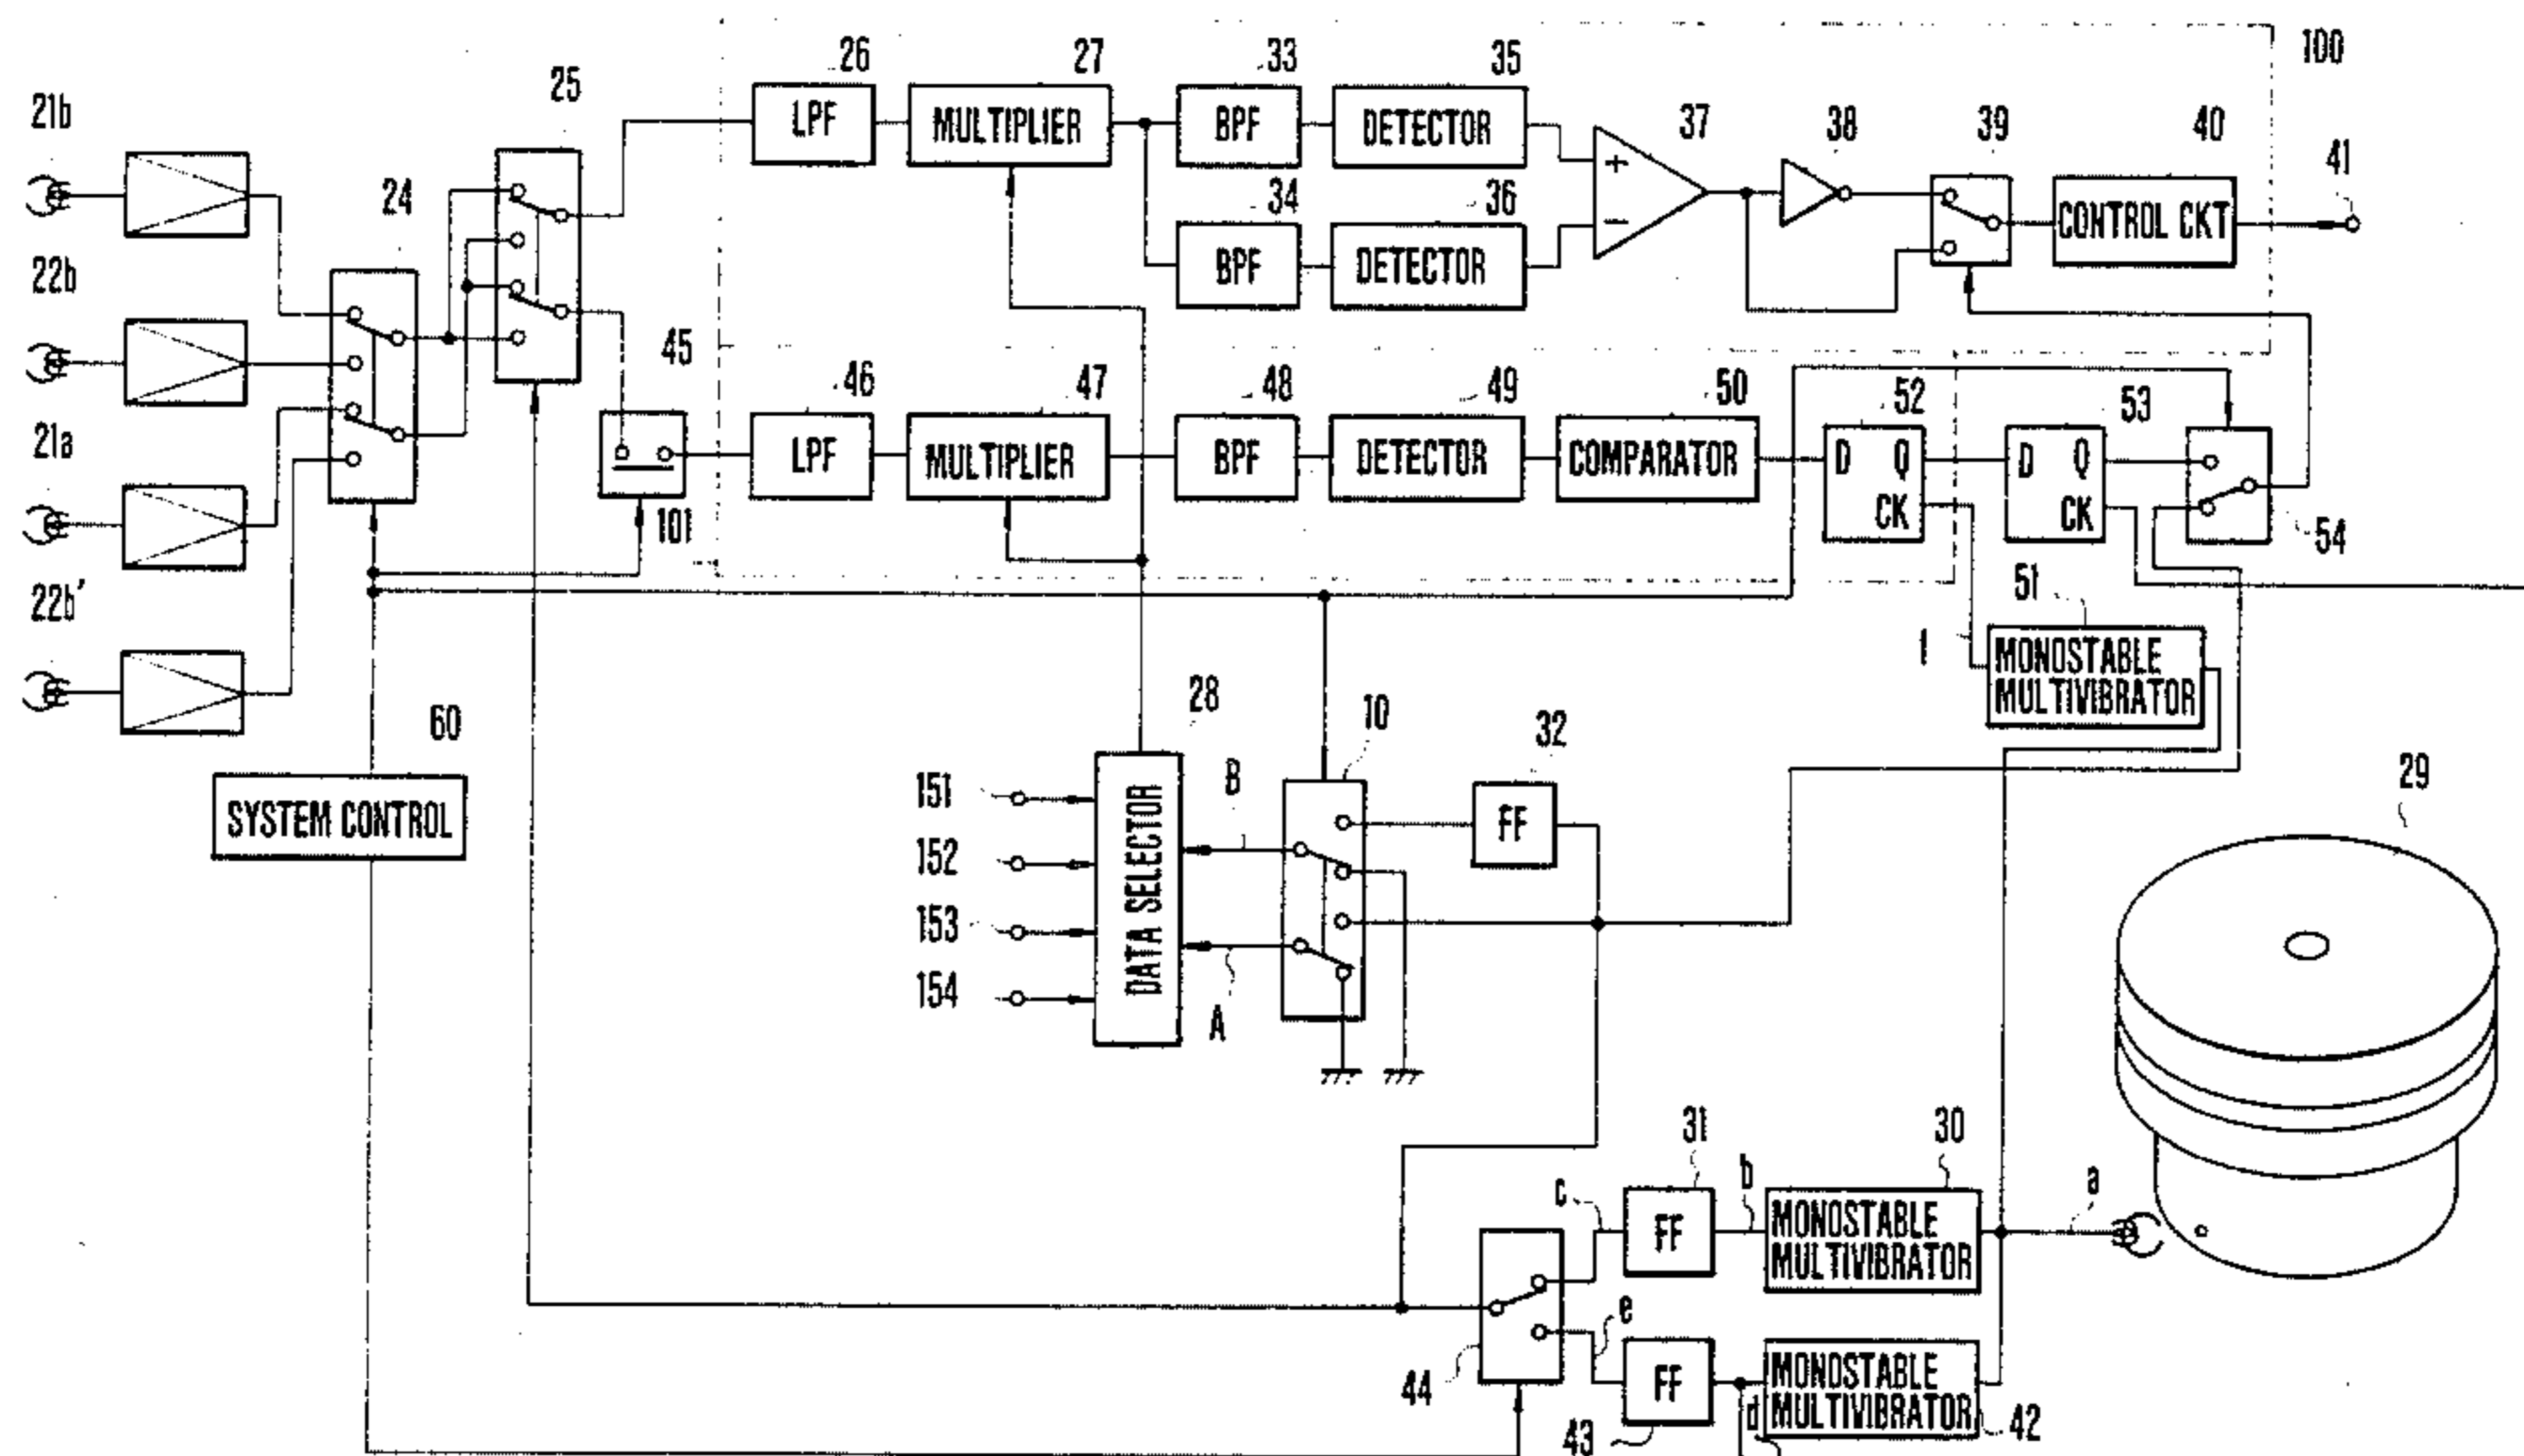 26
27
33
35
100
25
37
38
39
40
41
21b
LPF
MULTIPLIER
BPF
DETECTOR
+
−
CONTROL CKT
24
34
36
22b
BPF
DETECTOR
45
46
47
48
49
50
52
53
21a
LPF
MULTIPLIER
BPF
DETECTOR
COMPARATOR
D Q
CK
D Q
CK
101
54
22b'
51
MONOSTABLE
MULTIVIBRATOR
60
28
10
32
SYSTEM CONTROL
29
151
152
153
154
DATA SELECTOR
B
A
FF
31
30
c
b
a
FF
MONOSTABLE
MULTIVIBRATOR
e
44
FF
d
MONOSTABLE
MULTIVIBRATOR
43
42